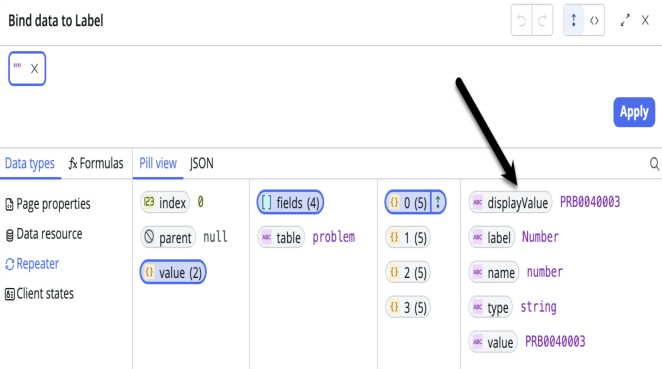 Bind data to Label
""
Apply
Data types
Formulas
Pill view
JSON
Page properties
Data resource
Repeater
Client states
123 index 0
parent null
{} value (2)
[ ] fields (4)
ABC table problem
{} 0 (5)
{} 1 (5)
{} 2 (5)
{} 3 (5)
ABC displayValue PRB0040003
ABC label Number
ABC name number
ABC type string
ABC value PRB0040003